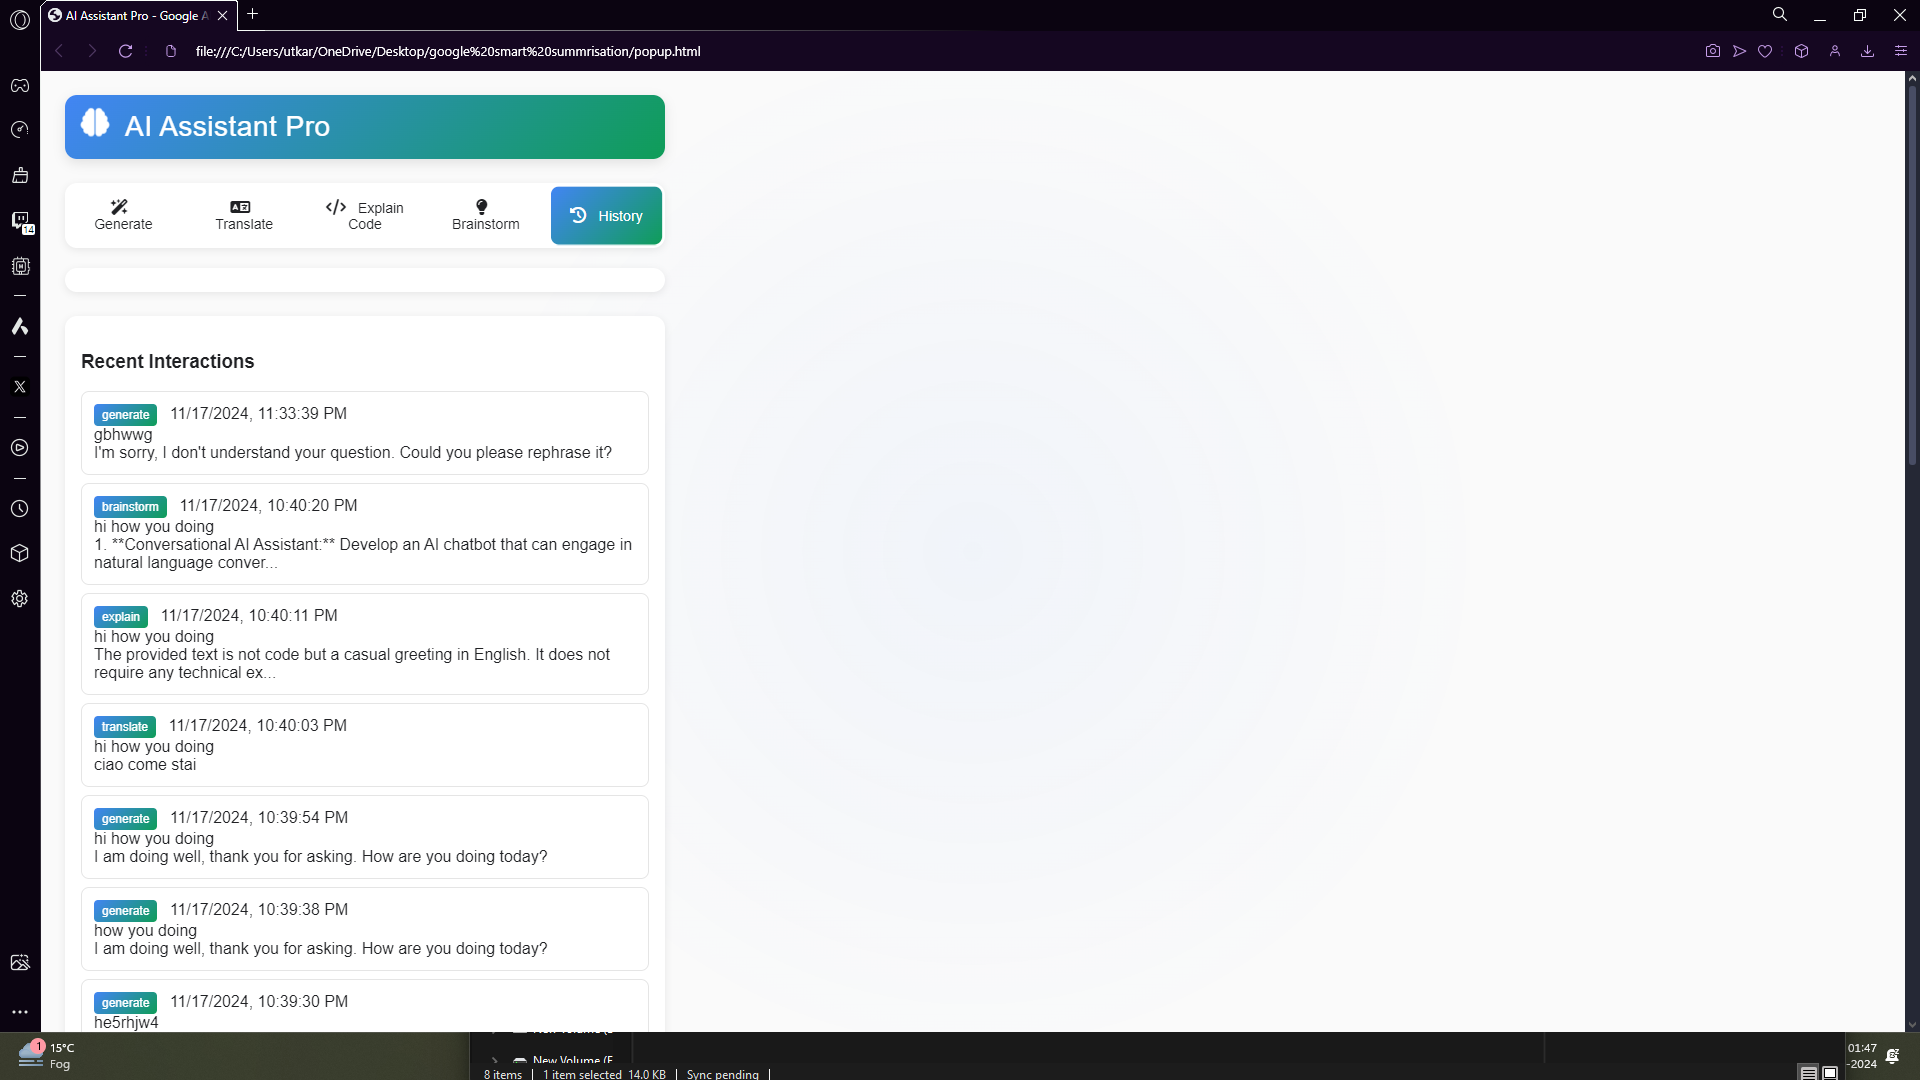 AI Assistant Pro - Google A
file:///C:/Users/utkar/OneDrive/Desktop/google%20smart%20summrisation/popup.html
14
AI Assistant Pro
Generate
Translate
Explain
Code
Brainstorm
History
Recent Interactions
generate 11/17/2024, 11:33:39 PM
gbhwwg
I'm sorry, I don't understand your question. Could you please rephrase it?
brainstorm 11/17/2024, 10:40:20 PM
hi how you doing
1. **Conversational AI Assistant:** Develop an AI chatbot that can engage in
natural language conver...
explain 11/17/2024, 10:40:11 PM
hi how you doing
The provided text is not code but a casual greeting in English. It does not
require any technical ex...
translate 11/17/2024, 10:40:03 PM
hi how you doing
ciao come stai
generate 11/17/2024, 10:39:54 PM
hi how you doing
I am doing well, thank you for asking. How are you doing today?
generate 11/17/2024, 10:39:38 PM
how you doing
I am doing well, thank you for asking. How are you doing today?
generate 11/17/2024, 10:39:30 PM
he5rhjw4
1
15°C
Fog
New Volume (E
8 items 1 item selected 14.0 KB Sync pending
01:47
-2024